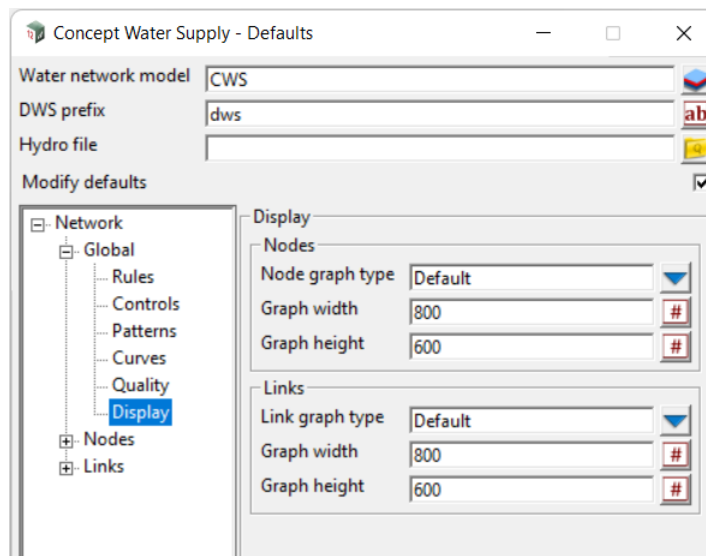 Concept Water Supply - Defaults
Water network model CWS
DWS prefix dws ab
Hydro file
Modify defaults
Network
Global
Rules
Controls
Patterns
Curves
Quality
Display
Nodes
Links
Display
Nodes
Node graph type Default
Graph width 800 #
Graph height 600 #
Links
Link graph type Default
Graph width 800 #
Graph height 600 #